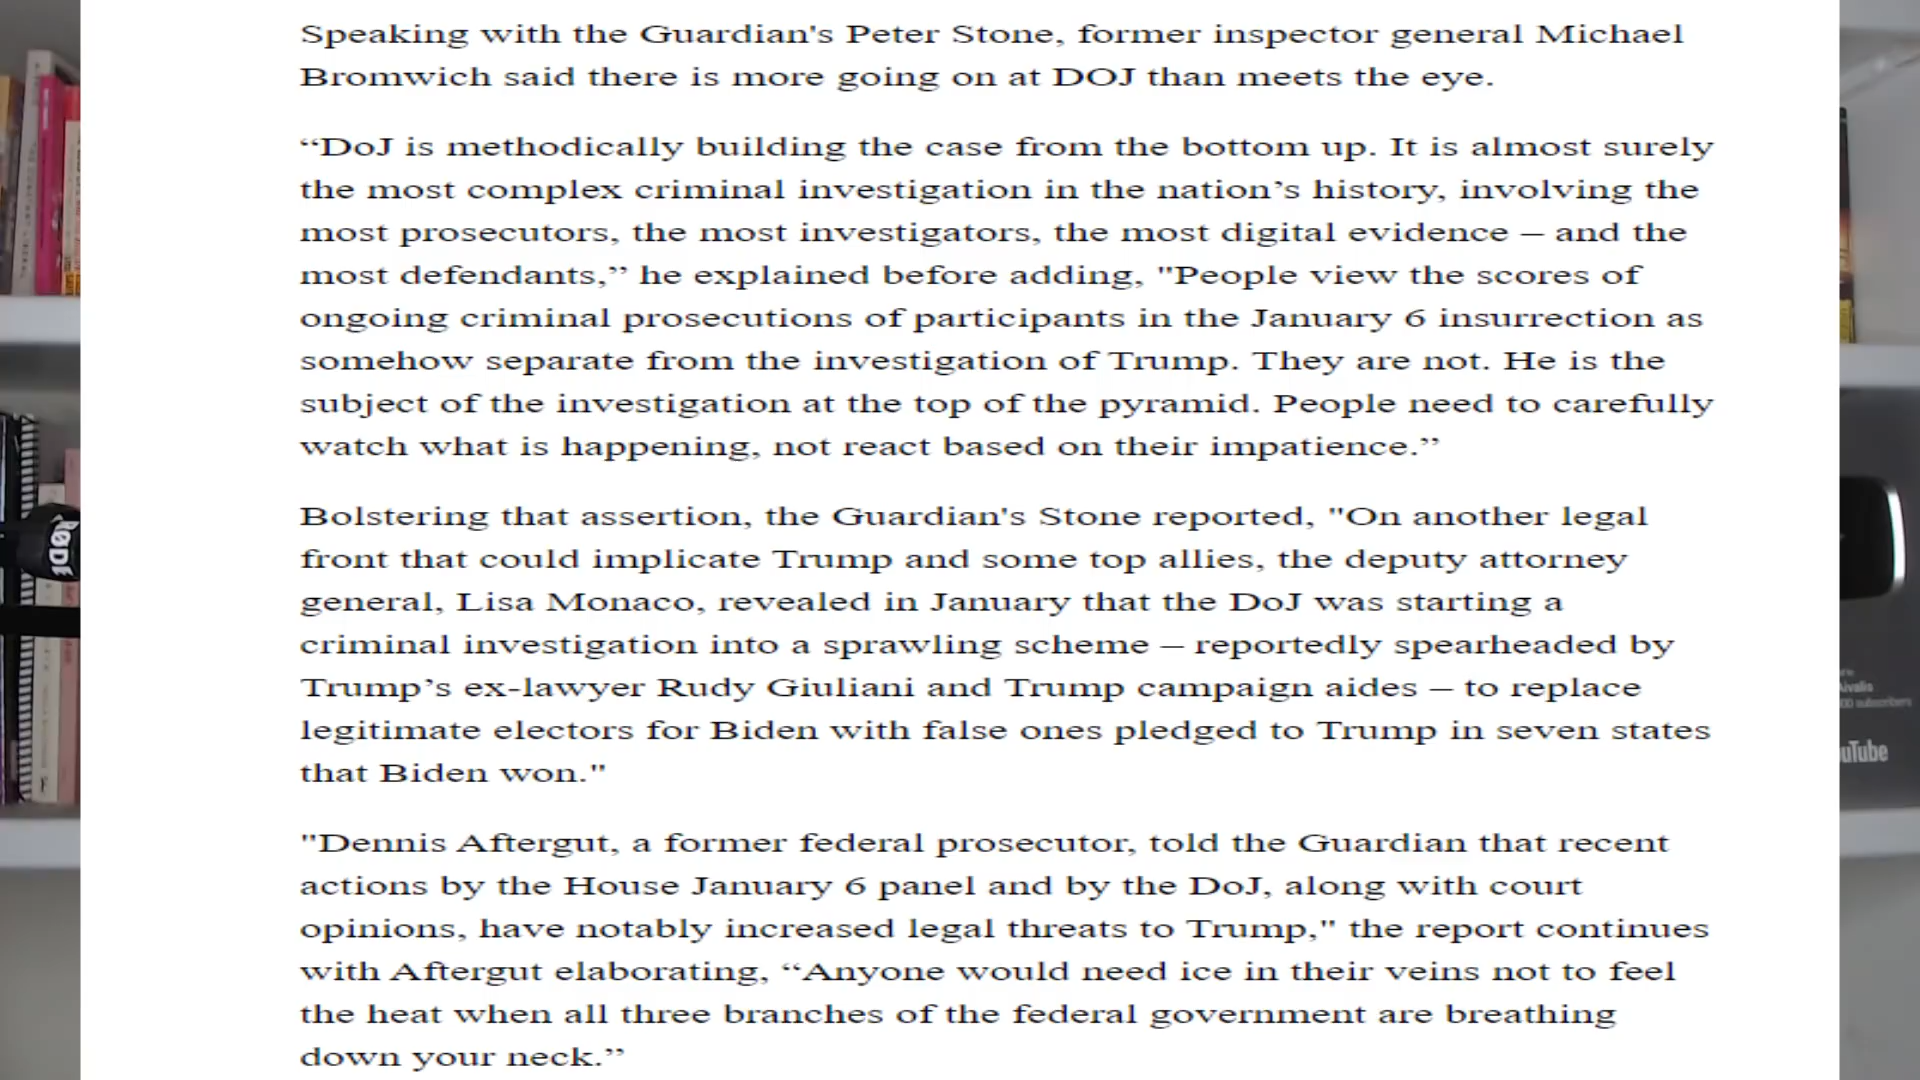 Speaking with the Guardian's Peter Stone, former inspector general Michael
Bromwich said there is more going on at DOJ than meets the eye.
“DoJ is methodically building the case from the bottom up. It is almost surely
the most complex criminal investigation in the nation’s history, involving the
most prosecutors, the most investigators, the most digital evidence – and the
most defendants,” he explained before adding, "People view the scores of
ongoing criminal prosecutions of participants in the January 6 insurrection as
somehow separate from the investigation of Trump. They are not. He is the
subject of the investigation at the top of the pyramid. People need to carefully
watch what is happening, not react based on their impatience.”
Bolstering that assertion, the Guardian's Stone reported, "On another legal
front that could implicate Trump and some top allies, the deputy attorney
general, Lisa Monaco, revealed in January that the DoJ was starting a
criminal investigation into a sprawling scheme – reportedly spearheaded by
Trump’s ex-lawyer Rudy Giuliani and Trump campaign aides – to replace
legitimate electors for Biden with false ones pledged to Trump in seven states
that Biden won."
"Dennis Aftergut, a former federal prosecutor, told the Guardian that recent
actions by the House January 6 panel and by the DoJ, along with court
opinions, have notably increased legal threats to Trump," the report continues
with Aftergut elaborating, “Anyone would need ice in their veins not to feel
the heat when all three branches of the federal government are breathing
down your neck.”
RØDE
Aivalis
subscribers
uTube